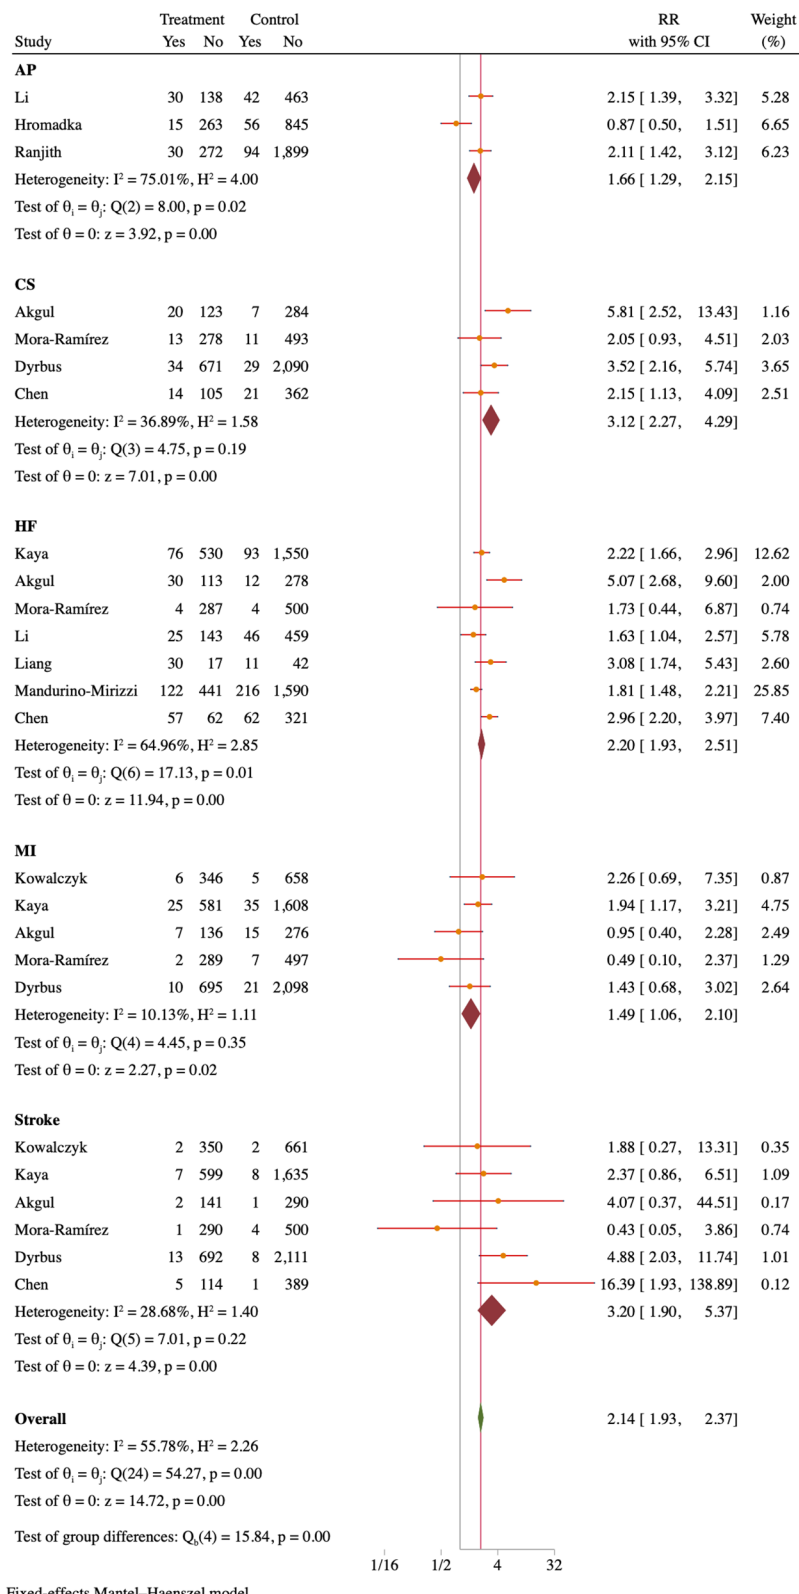 Treatment Control RR Weight
Study Yes No Yes No with 95% CI (%)
AP
Li 30 138 42 463 2.15 [ 1.39, 3.32] 5.28
Hromadka 15 263 56 845 0.87 [ 0.50, 1.51] 6.65
Ranjith 30 272 94 1,899 2.11 [ 1.42, 3.12] 6.23
Heterogeneity: I² = 75.01%, H² = 4.00 1.66 [ 1.29, 2.15]
Test of θi = θj: Q(2) = 8.00, p = 0.02
Test of θ = 0: z = 3.92, p = 0.00
CS
Akgul 20 123 7 284 5.81 [ 2.52, 13.43] 1.16
Mora-Ramírez 13 278 11 493 2.05 [ 0.93, 4.51] 2.03
Dyrbus 34 671 29 2,090 3.52 [ 2.16, 5.74] 3.65
Chen 14 105 21 362 2.15 [ 1.13, 4.09] 2.51
Heterogeneity: I² = 36.89%, H² = 1.58 3.12 [ 2.27, 4.29]
Test of θi = θj: Q(3) = 4.75, p = 0.19
Test of θ = 0: z = 7.01, p = 0.00
HF
Kaya 76 530 93 1,550 2.22 [ 1.66, 2.96] 12.62
Akgul 30 113 12 278 5.07 [ 2.68, 9.60] 2.00
Mora-Ramírez 4 287 4 500 1.73 [ 0.44, 6.87] 0.74
Li 25 143 46 459 1.63 [ 1.04, 2.57] 5.78
Liang 30 17 11 42 3.08 [ 1.74, 5.43] 2.60
Mandurino-Mirizzi 122 441 216 1,590 1.81 [ 1.48, 2.21] 25.85
Chen 57 62 62 321 2.96 [ 2.20, 3.97] 7.40
Heterogeneity: I² = 64.96%, H² = 2.85 2.20 [ 1.93, 2.51]
Test of θi = θj: Q(6) = 17.13, p = 0.01
Test of θ = 0: z = 11.94, p = 0.00
MI
Kowalczyk 6 346 5 658 2.26 [ 0.69, 7.35] 0.87
Kaya 25 581 35 1,608 1.94 [ 1.17, 3.21] 4.75
Akgul 7 136 15 276 0.95 [ 0.40, 2.28] 2.49
Mora-Ramírez 2 289 7 497 0.49 [ 0.10, 2.37] 1.29
Dyrbus 10 695 21 2,098 1.43 [ 0.68, 3.02] 2.64
Heterogeneity: I² = 10.13%, H² = 1.11 1.49 [ 1.06, 2.10]
Test of θi = θj: Q(4) = 4.45, p = 0.35
Test of θ = 0: z = 2.27, p = 0.02
Stroke
Kowalczyk 2 350 2 661 1.88 [ 0.27, 13.31] 0.35
Kaya 7 599 8 1,635 2.37 [ 0.86, 6.51] 1.09
Akgul 2 141 1 290 4.07 [ 0.37, 44.51] 0.17
Mora-Ramírez 1 290 4 500 0.43 [ 0.05, 3.86] 0.74
Dyrbus 13 692 8 2,111 4.88 [ 2.03, 11.74] 1.01
Chen 5 114 1 389 16.39 [ 1.93, 138.89] 0.12
Heterogeneity: I² = 28.68%, H² = 1.40 3.20 [ 1.90, 5.37]
Test of θi = θj: Q(5) = 7.01, p = 0.22
Test of θ = 0: z = 4.39, p = 0.00
Overall 2.14 [ 1.93, 2.37]
Heterogeneity: I² = 55.78%, H² = 2.26
Test of θi = θj: Q(24) = 54.27, p = 0.00
Test of θ = 0: z = 14.72, p = 0.00
Test of group differences: Qb(4) = 15.84, p = 0.00
1/16 1/2 4 32
Fixed-effects Mantel–Haenszel model